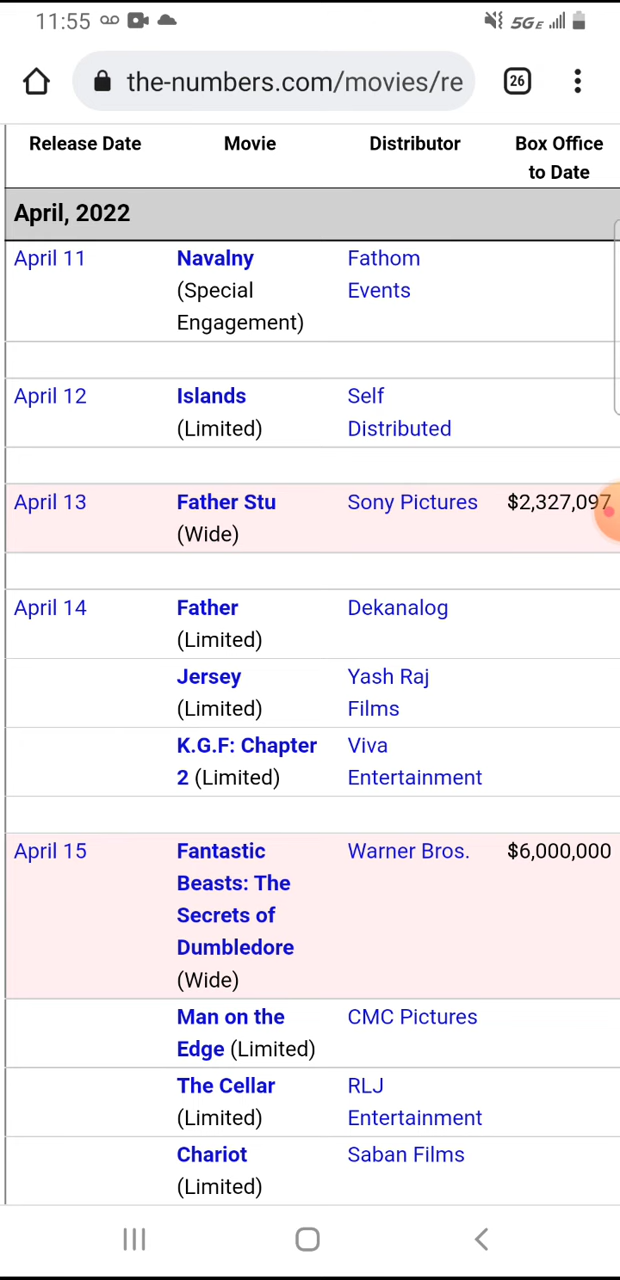 11:55
5GE
the-numbers.com/movies/re
26
Release Date Movie Distributor Box Office
to Date
April, 2022
April 11 Navalny Fathom
(Special Events
Engagement)
April 12 Islands Self
(Limited) Distributed
April 13 Father Stu Sony Pictures $2,327,097
(Wide)
April 14 Father Dekanalog
(Limited)
Jersey Yash Raj
(Limited) Films
K.G.F: Chapter Viva
2 (Limited) Entertainment
April 15 Fantastic Warner Bros. $6,000,000
Beasts: The
Secrets of
Dumbledore
(Wide)
Man on the CMC Pictures
Edge (Limited)
The Cellar RLJ
(Limited) Entertainment
Chariot Saban Films
(Limited)